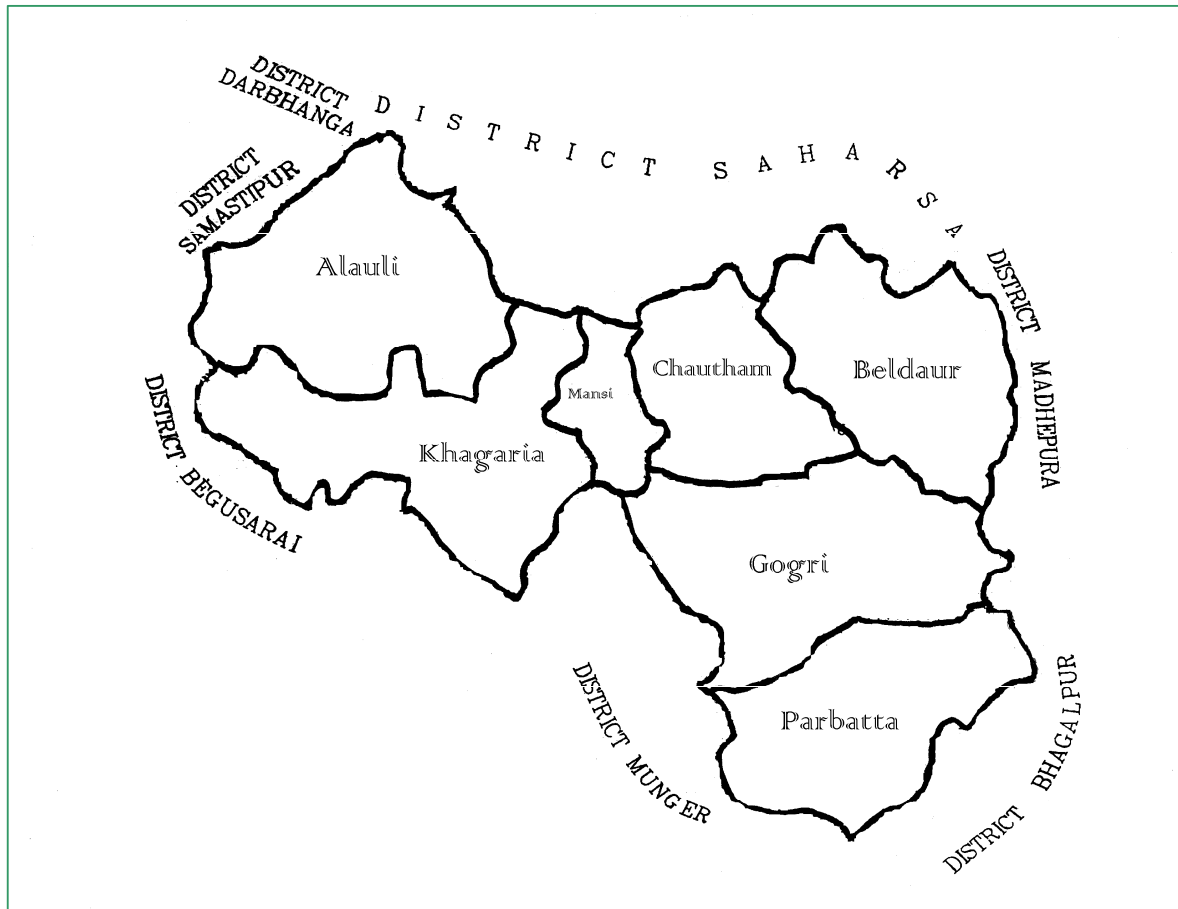 DISTRICT
DARBHANGA
DISTRICT SAHARSA
DISTRICT
SAMASTIPUR
DISTRICT MADHEPURA
Alauli
Chautham
Beldaur
Mansi
Khagaria
DISTRICT BEGUSARAI
Gogri
Parbatta
DISTRICT MUNGER
DISTRICT BHAGALPUR